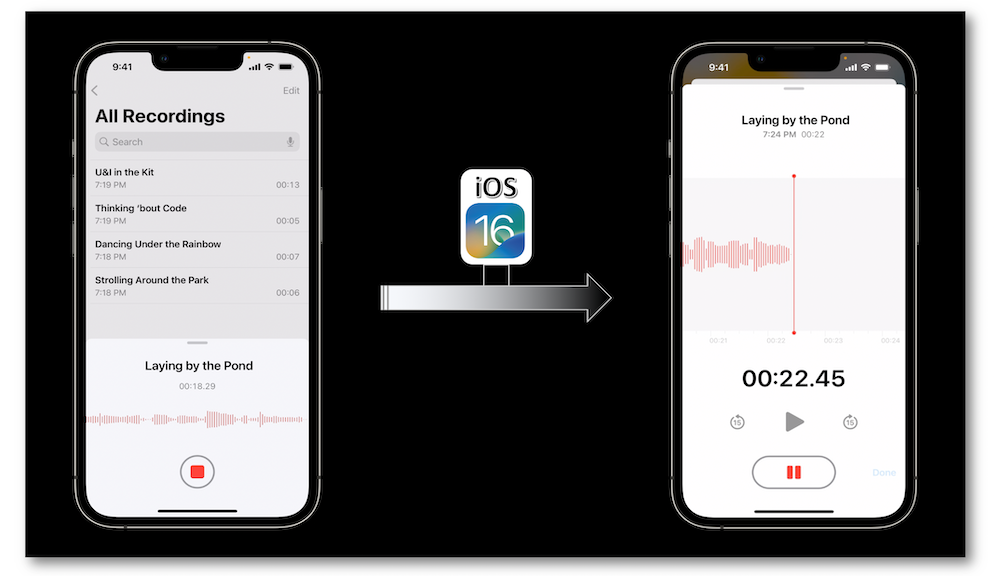 9:41
Edit
All Recordings
Search
U&I in the Kit
7:19 PM 00:13
Thinking ‘bout Code
7:19 PM 00:05
Dancing Under the Rainbow
7:18 PM 00:07
Strolling Around the Park
7:18 PM 00:06
Laying by the Pond
00:18.29
iOS
16
9:41
Laying by the Pond
7:24 PM 00:22
00:21 00:22 00:23 00:24
00:22.45
15 15
Done